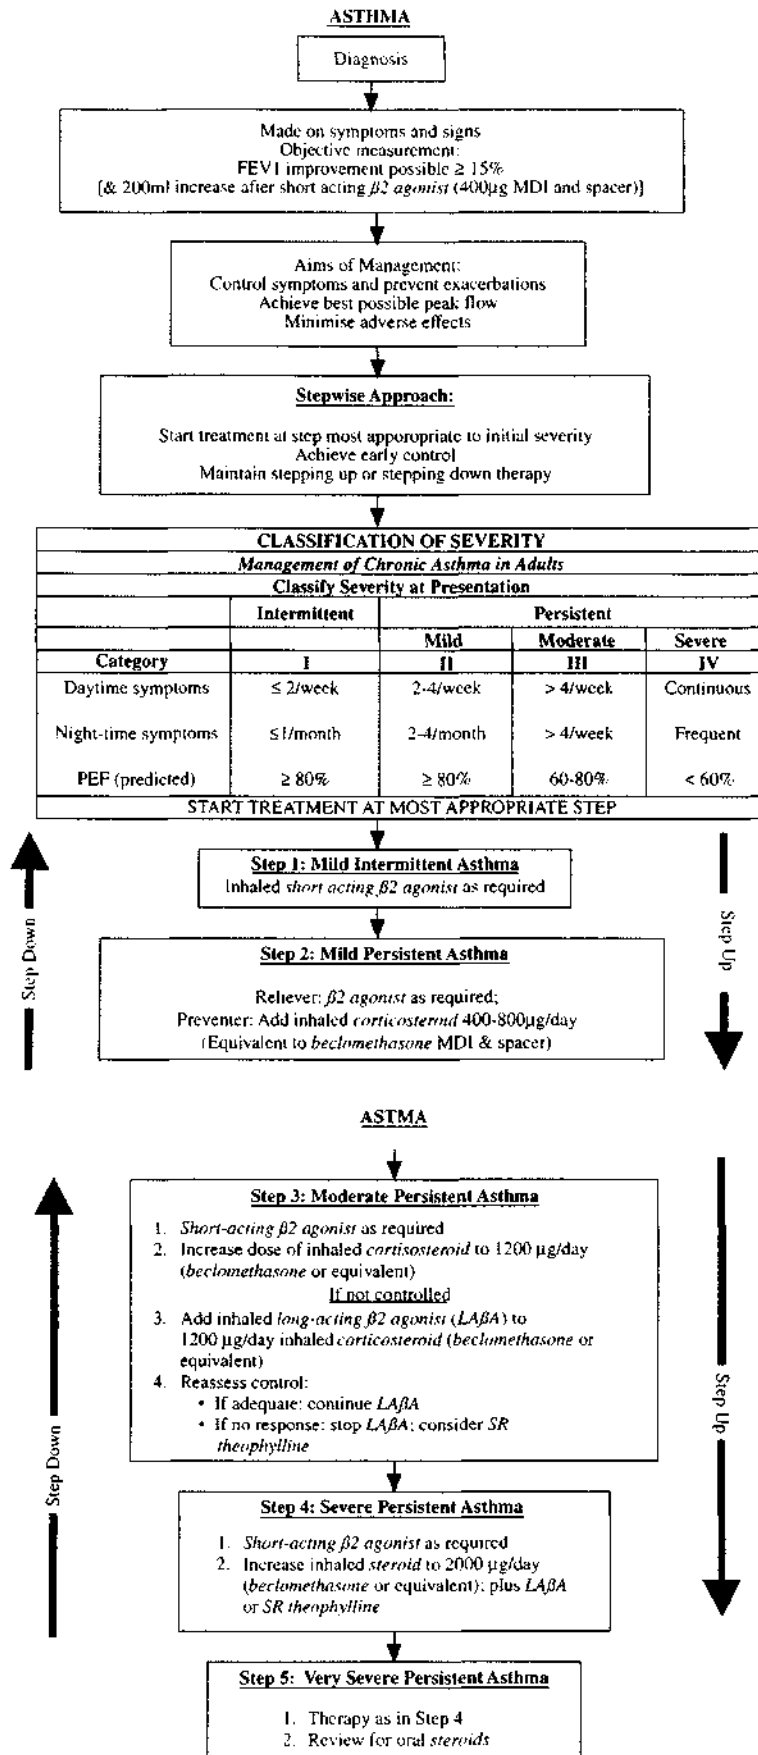 ASTHMA
Diagnosis
Made on symptoms and signs
Objective measurement:
FEV1 improvement possible ≥ 15%
[& 200ml increase after short acting β2 agonist (400μg MDI and spacer)]
Aims of Management:
Control symptoms and prevent exacerbations
Achieve best possible peak flow
Minimise adverse effects
Stepwise Approach:
Start treatment at step most apporopriate to initial severity
Achieve early control
Maintain stepping up or stepping down therapy
CLASSIFICATION OF SEVERITY
Management of Chronic Asthma in Adults
Classify Severity at Presentation
Intermittent Persistent
Mild Moderate Severe
Category I II III IV
Daytime symptoms ≤ 2/week 2-4/week > 4/week Continuous
Night-time symptoms ≤1/month 2-4/month > 4/week Frequent
PEF (predicted) ≥ 80% ≥ 80% 60-80% < 60%
START TREATMENT AT MOST APPROPRIATE STEP
Step Down
Step 1: Mild Intermittent Asthma
Inhaled short acting β2 agonist as required
Step Up
Step 2: Mild Persistent Asthma
Reliever: β2 agonist as required;
Preventer: Add inhaled corticosteroid 400-800μg/day
(Equivalent to beclomethasone MDI & spacer)
ASTMA
Step Down
Step 3: Moderate Persistent Asthma
1. Short-acting β2 agonist as required
2. Increase dose of inhaled cortisosteroid to 1200 μg/day
(beclomethasone or equivalent)
If not controlled
3. Add inhaled long-acting β2 agonist (LAβA) to
1200 μg/day inhaled corticosteroid (beclomethasone or
equivalent)
4. Reassess control:
• If adequate: continue LAβA
• If no response: stop LAβA; consider SR
theophylline
Step Up
Step 4: Severe Persistent Asthma
1. Short-acting β2 agonist as required
2. Increase inhaled steroid to 2000 μg/day
(beclomethasone or equivalent); plus LAβA
or SR theophylline
Step 5: Very Severe Persistent Asthma
1. Therapy as in Step 4
2. Review for oral steroids